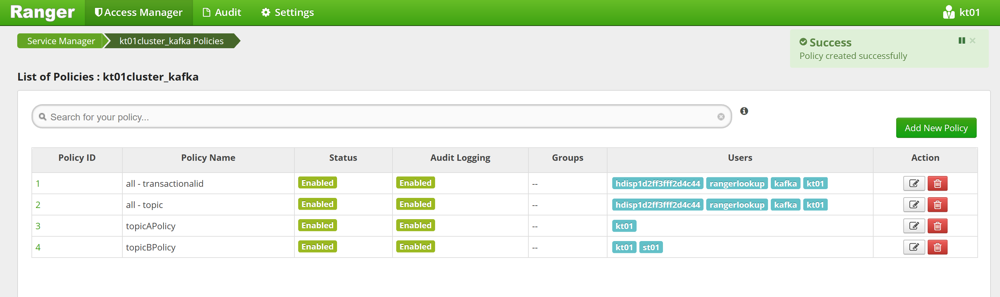 Ranger Access Manager Audit Settings kt01
Service Manager kt01cluster_kafka Policies
Success
Policy created successfully
List of Policies : kt01cluster_kafka
Search for your policy...
Add New Policy
Policy ID Policy Name Status Audit Logging Groups Users Action
1 all - transactionalid Enabled Enabled -- hdisp1d2ff3fff2d4c44 rangerlookup kafka kt01
2 all - topic Enabled Enabled -- hdisp1d2ff3fff2d4c44 rangerlookup kafka kt01
3 topicAPolicy Enabled Enabled -- kt01
4 topicBPolicy Enabled Enabled -- kt01 st01